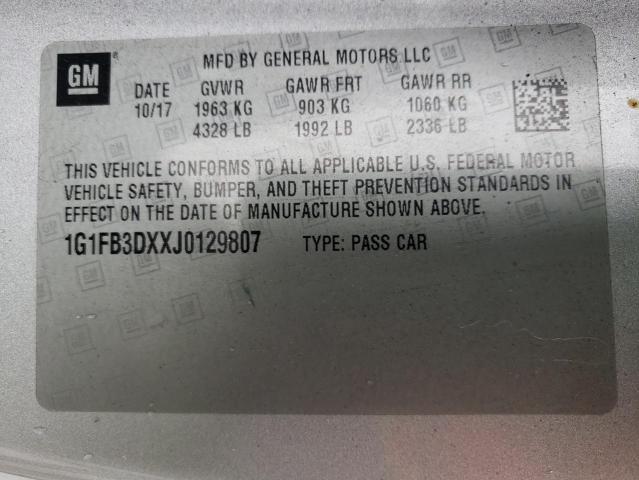 GM
MFD BY GENERAL MOTORS LLC
DATE GVWR GAWR FRT GAWR RR
10/17 1963 KG 903 KG 1060 KG
4328 LB 1992 LB 2336 LB
THIS VEHICLE CONFORMS TO ALL APPLICABLE U.S. FEDERAL MOTOR
VEHICLE SAFETY, BUMPER, AND THEFT PREVENTION STANDARDS IN
EFFECT ON THE DATE OF MANUFACTURE SHOWN ABOVE.
1G1FB3DXXJ0129807 TYPE: PASS CAR